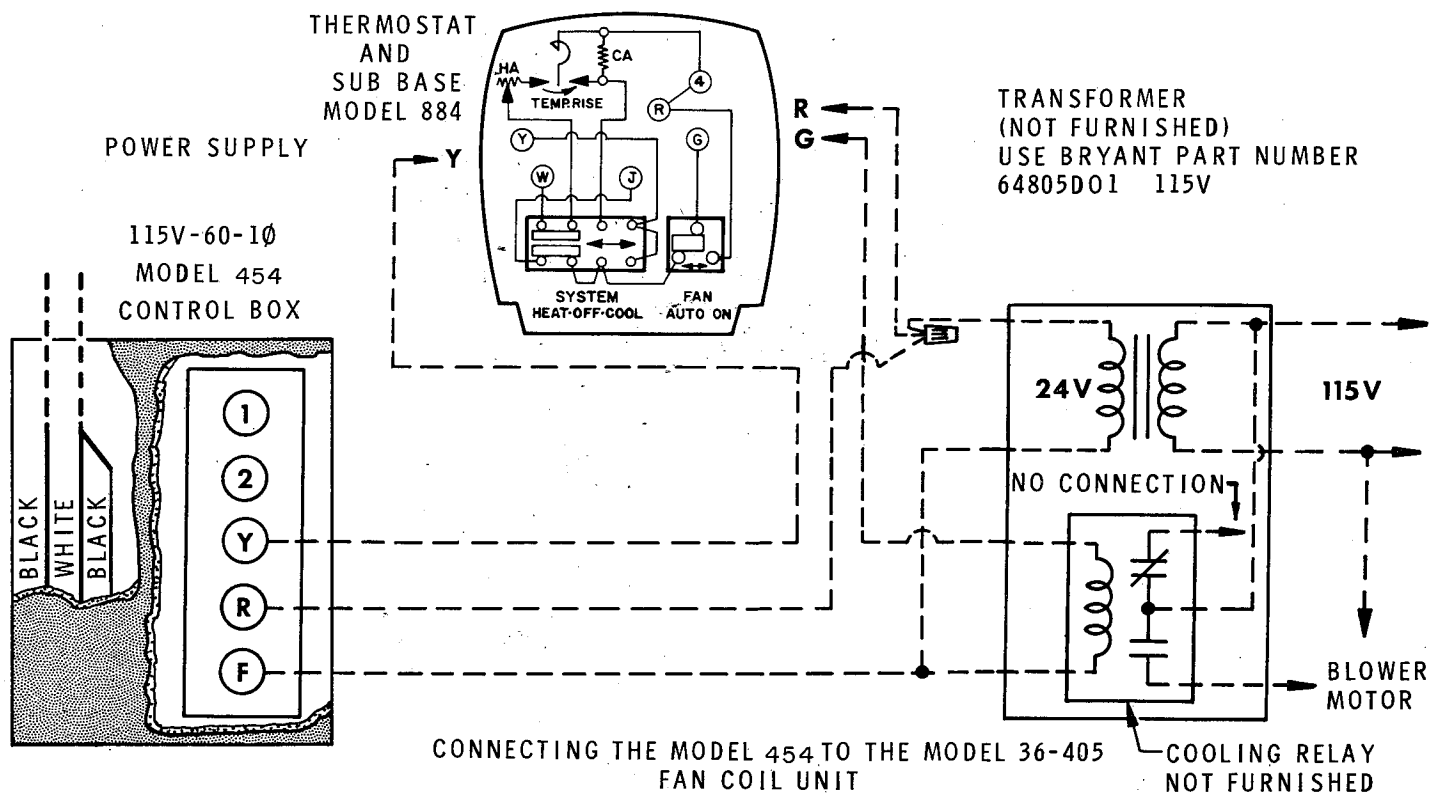 THERMOSTAT
AND
SUB BASE
MODEL 884
HA
CA
4
TEMP.RISE
R
Y
G
W
J
SYSTEM
HEAT-OFF-COOL
FAN
AUTO ON
R
G
Y
TRANSFORMER
(NOT FURNISHED)
USE BRYANT PART NUMBER
64805D01 115V
POWER SUPPLY
115V-60-1Ø
MODEL 454
CONTROL BOX
BLACK
WHITE
BLACK
1
2
Y
R
F
24V
115V
NO CONNECTION
BLOWER
MOTOR
COOLING RELAY
NOT FURNISHED
CONNECTING THE MODEL 454 TO THE MODEL 36-405
FAN COIL UNIT